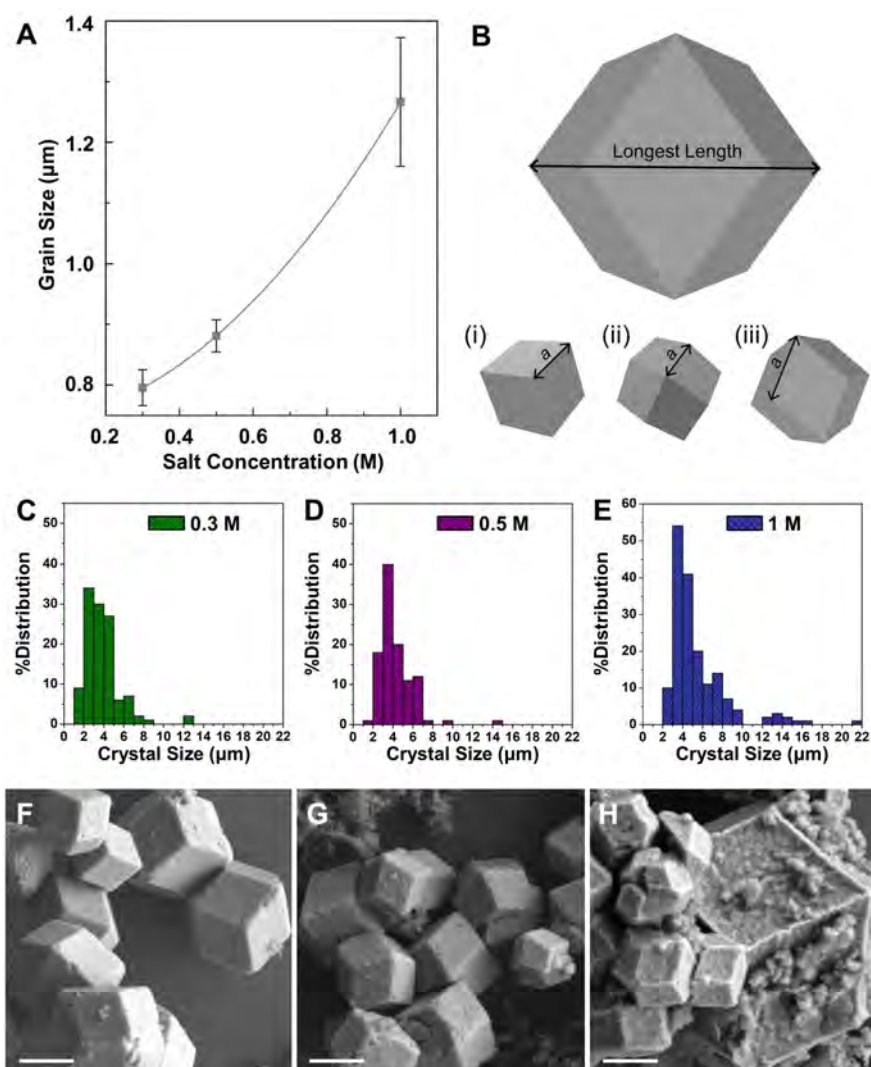 A
Grain Size (µm)
1.4
1.2
1.0
0.8
0.2 0.4 0.6 0.8 1.0
Salt Concentration (M)
B
Longest Length
(i) a
(ii) a
(iii) a
C
0.3 M
%Distribution
50
40
30
20
10
0
0 2 4 6 8 10 12 14 16 18 20 22
Crystal Size (µm)
D
0.5 M
%Distribution
50
40
30
20
10
0
0 2 4 6 8 10 12 14 16 18 20 22
Crystal Size (µm)
E
1 M
%Distribution
60
50
40
30
20
10
0
0 2 4 6 8 10 12 14 16 18 20 22
Crystal Size (µm)
F
G
H